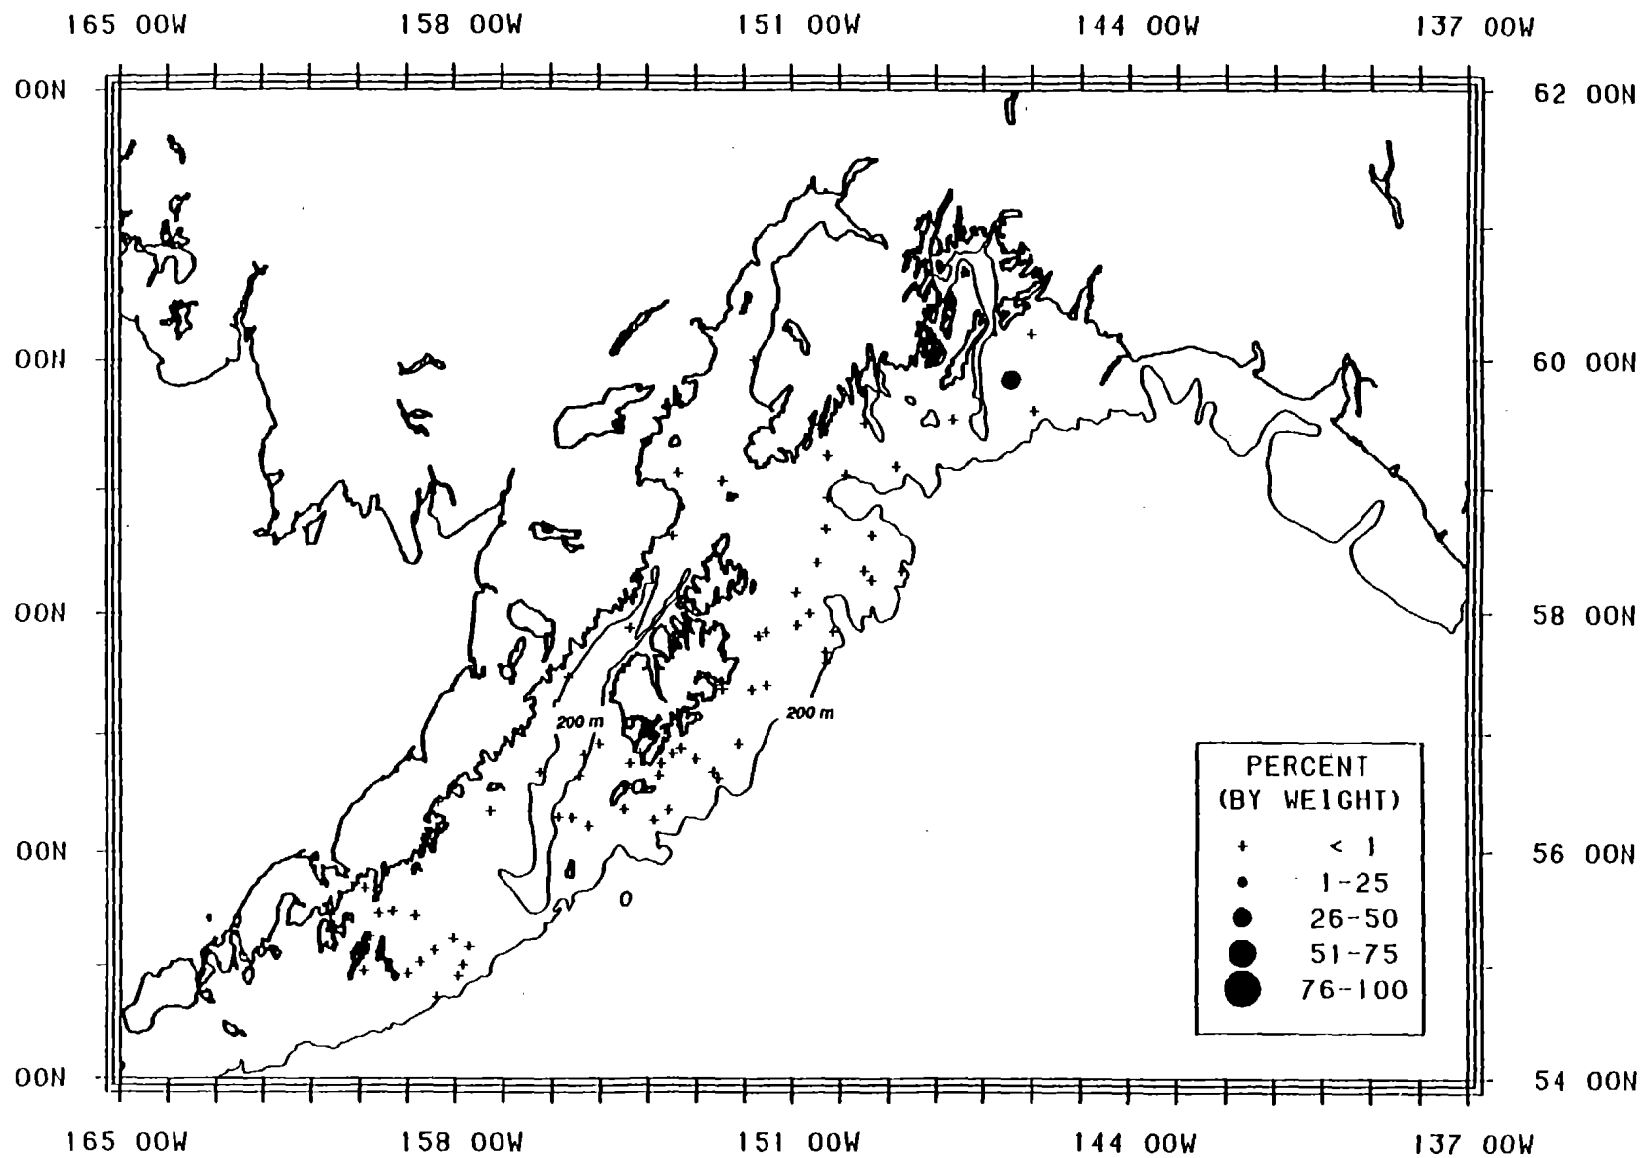 165 00W 158 00W 151 00W 144 00W 137 00W
00N 62 00N
00N 60 00N
00N 58 00N
200 m 200 m
PERCENT
(BY WEIGHT)
+ < 1
00N 56 00N
1-25
26-50
51-75
76-100
00N 54 00N
165 00W 158 00W 151 00W 144 00W 137 00W